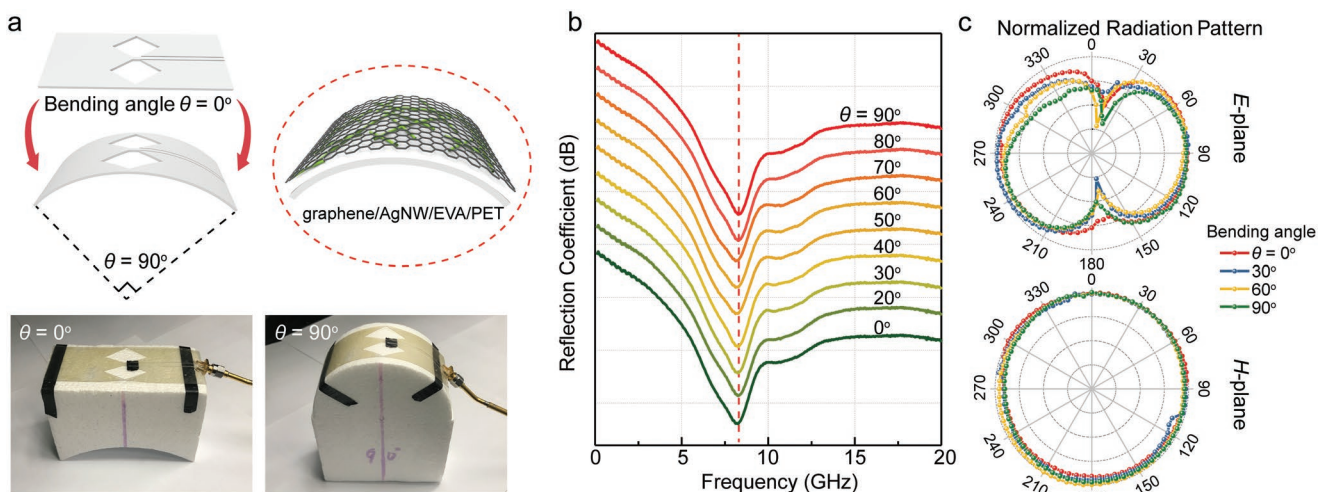 a
Bending angle θ = 0°
θ = 90°
graphene/AgNW/EVA/PET
θ = 0°
θ = 90°
90°
b
Reflection Coefficient (dB)
θ = 90°
80°
70°
60°
50°
40°
30°
20°
0°
0 5 10 15 20
Frequency (GHz)
c
Normalized Radiation Pattern
0
30
60
90
120
150
180
210
240
270
300
330
E-plane
Bending angle
θ = 0°
30°
60°
90°
0
30
60
90
120
150
210
240
270
300
330
H-plane